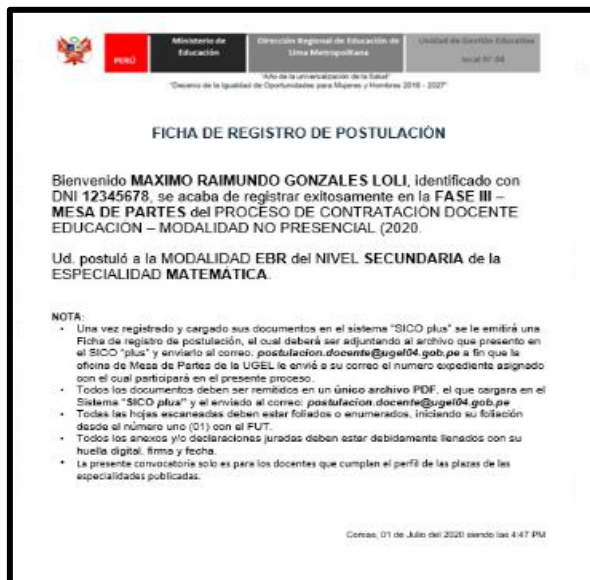 PERÚ
Ministerio de
Educación
Dirección Regional de Educación de
Lima Metropolitana
Unidad de Gestión Educativa
local N° 04
"Año de la universalización de la Salud"
"Decenio de la Igualdad de Oportunidades para Mujeres y Hombres 2018 - 2027"
FICHA DE REGISTRO DE POSTULACIÓN
Bienvenido MAXIMO RAIMUNDO GONZALES LOLI, identificado con
DNI 12345678, se acaba de registrar exitosamente en la FASE III –
MESA DE PARTES del PROCESO DE CONTRATACIÓN DOCENTE
EDUCACIÓN – MODALIDAD NO PRESENCIAL (2020.
Ud. postuló a la MODALIDAD EBR del NIVEL SECUNDARIA de la
ESPECIALIDAD MATEMÁTICA.
NOTA:
• Una vez registrado y cargado sus documentos en el sistema "SICO plus" se le emitirá una
Ficha de registro de postulación, el cual deberá ser adjuntando al archivo que presento en
el SICO "plus" y enviarlo al correo: postulacion.docente@ugel04.gob.pe a fin que la
oficina de Mesa de Partes de la UGEL le envié a su correo el numero expediente asignado
con el cual participará en el presente proceso.
• Todos los documentos deben ser remitidos en un único archivo PDF, el que cargara en el
Sistema "SICO plus" y el enviado al correo: postulacion.docente@ugel04.gob.pe
• Todas las hojas escaneadas deben estar foliados o enumerados, iniciando su foliación
desde el número uno (01) con el FUT.
• Todos los anexos y/o declaraciones juradas deben estar debidamente llenados con su
huella digital, firma y fecha.
• La presente convocatoria solo es para los docentes que cumplan el perfil de las plazas de las
especialidades publicadas.
Comas, 01 de Julio del 2020 siendo las 4:47 PM